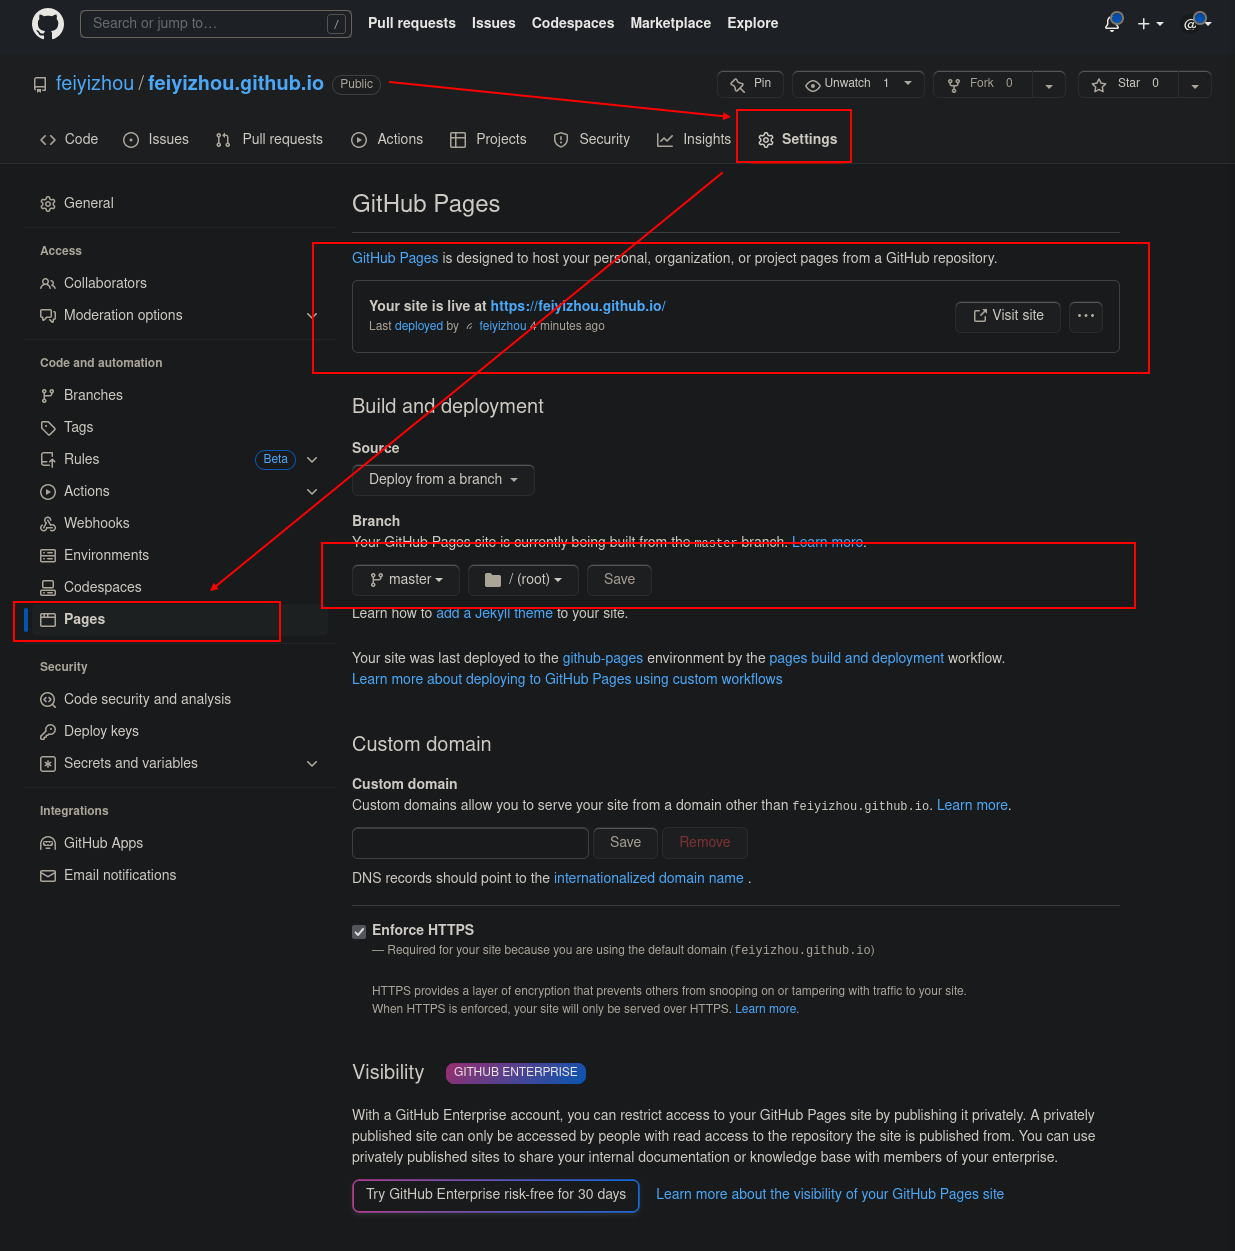 Search or jump to…
/
Pull requests Issues Codespaces Marketplace Explore
feiyizhou / feiyizhou.github.io Public
Pin Unwatch 1 Fork 0 Star 0
Code Issues Pull requests Actions Projects Security Insights Settings
General
Access
Collaborators
Moderation options
Code and automation
Branches
Tags
Rules Beta
Actions
Webhooks
Environments
Codespaces
Pages
Security
Code security and analysis
Deploy keys
Secrets and variables
Integrations
GitHub Apps
Email notifications
GitHub Pages
GitHub Pages is designed to host your personal, organization, or project pages from a GitHub repository.
Your site is live at https://feiyizhou.github.io/
Last deployed by feiyizhou 4 minutes ago
Visit site
Build and deployment
Source
Deploy from a branch
Branch
Your GitHub Pages site is currently being built from the master branch. Learn more.
master / (root) Save
Learn how to add a Jekyll theme to your site.
Your site was last deployed to the github-pages environment by the pages build and deployment workflow.
Learn more about deploying to GitHub Pages using custom workflows
Custom domain
Custom domain
Custom domains allow you to serve your site from a domain other than feiyizhou.github.io. Learn more.
Save Remove
DNS records should point to the internationalized domain name .
Enforce HTTPS
— Required for your site because you are using the default domain (feiyizhou.github.io)
HTTPS provides a layer of encryption that prevents others from snooping on or tampering with traffic to your site.
When HTTPS is enforced, your site will only be served over HTTPS. Learn more.
Visibility GITHUB ENTERPRISE
With a GitHub Enterprise account, you can restrict access to your GitHub Pages site by publishing it privately. A privately
published site can only be accessed by people with read access to the repository the site is published from. You can use
privately published sites to share your internal documentation or knowledge base with members of your enterprise.
Try GitHub Enterprise risk-free for 30 days Learn more about the visibility of your GitHub Pages site